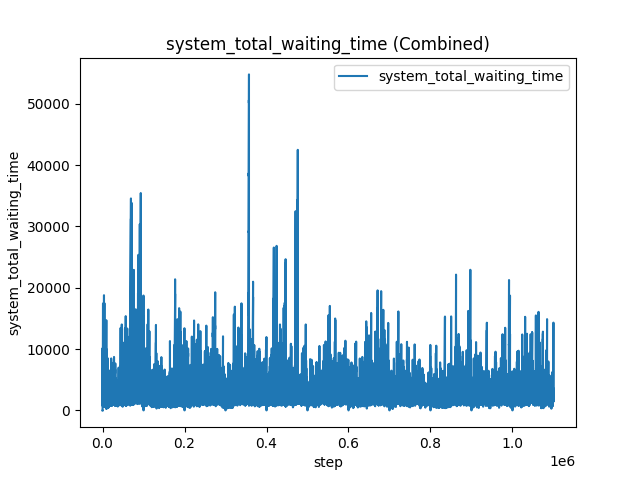 system_total_waiting_time (Combined)
system_total_waiting_time
50000
40000
30000
20000
10000
0
system_total_waiting_time
0.0 0.2 0.4 0.6 0.8 1.0
1e6
step